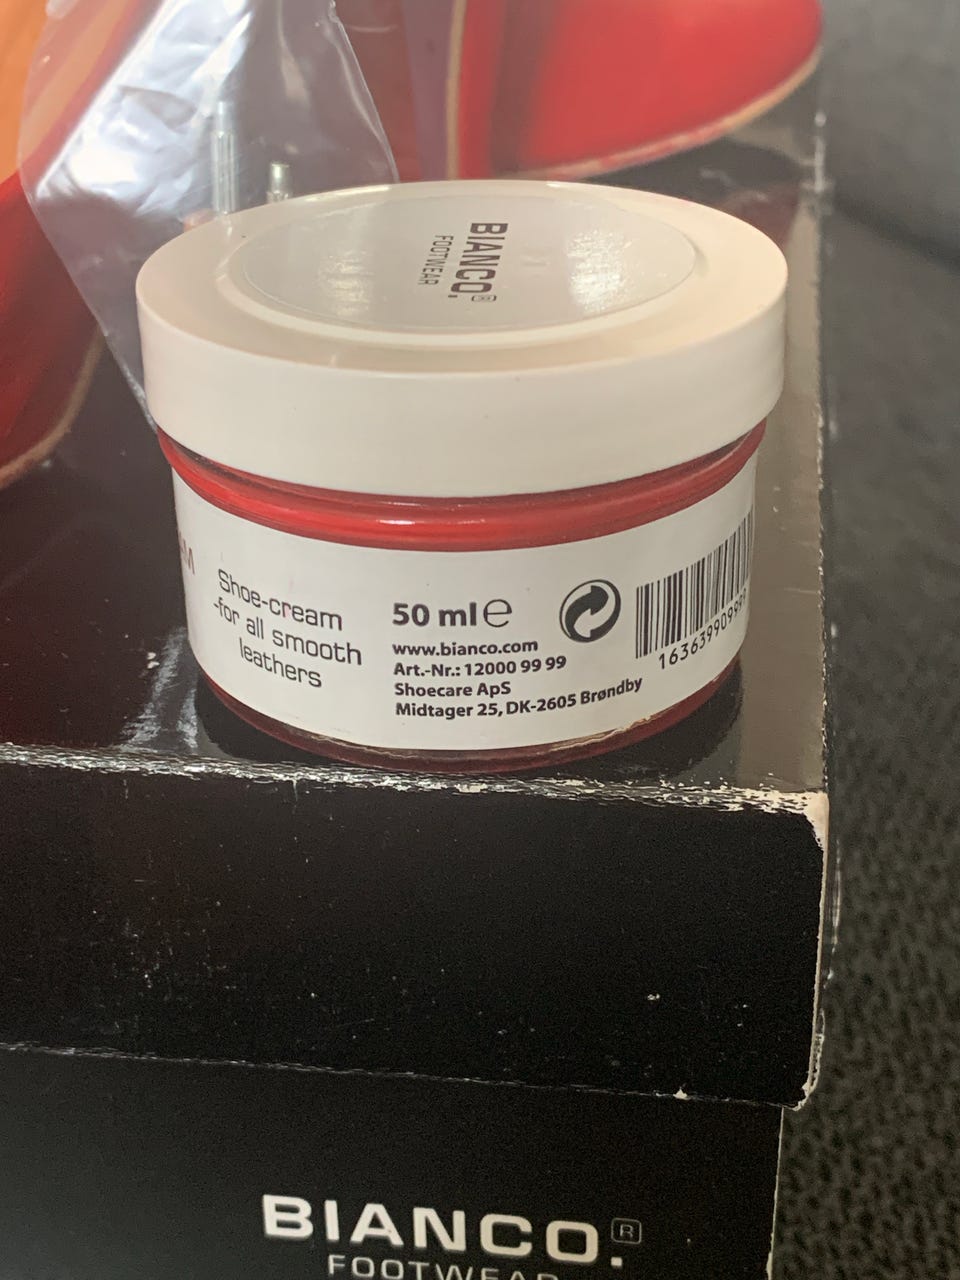 BIANCO.®
FOOTWEAR
Shoe-cream
-for all smooth
leathers
50 ml ℮
www.bianco.com
Art.-Nr.: 12000 99 99
Shoecare ApS
Midtager 25, DK-2605 Brøndby
BIANCO.®
FOOTWEAR